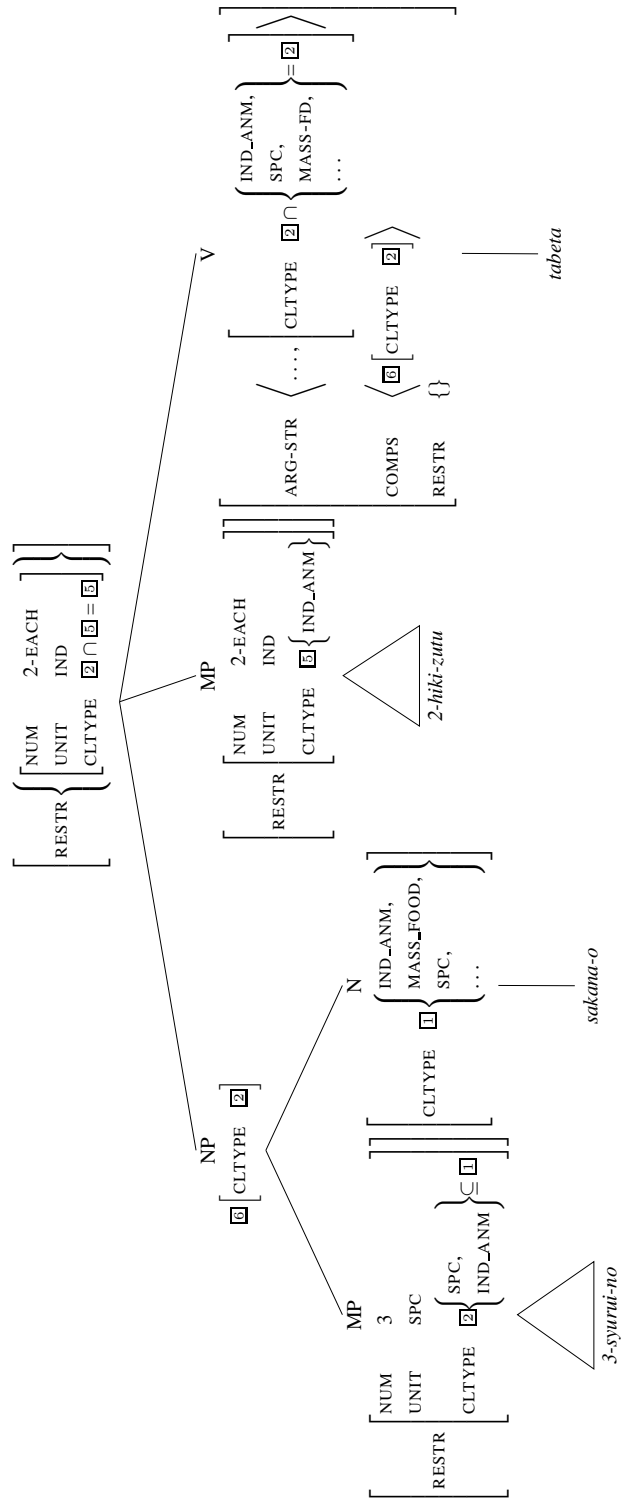 NUM 2-EACH
RESTR { UNIT IND }
CLTYPE [2] ∩ [5] = [5]
NP
[6] [CLTYPE [2]]
MP
NUM 2-EACH
RESTR UNIT IND
CLTYPE [5] {IND_ANM}
2-hiki-zutu
V
ARG-STR ⟨ ..., [CLTYPE [2] ∩ {IND_ANM, SPC, MASS-FD, ...} = [2]] ⟩
COMPS ⟨ [6] [CLTYPE [2]] ⟩
RESTR {}
tabeta
MP
NUM 3
RESTR UNIT SPC
CLTYPE [2] {SPC, IND_ANM} ⊆ [1]
3-syurui-no
N
CLTYPE [1] {IND_ANM, MASS_FOOD, SPC, ...}
sakana-o